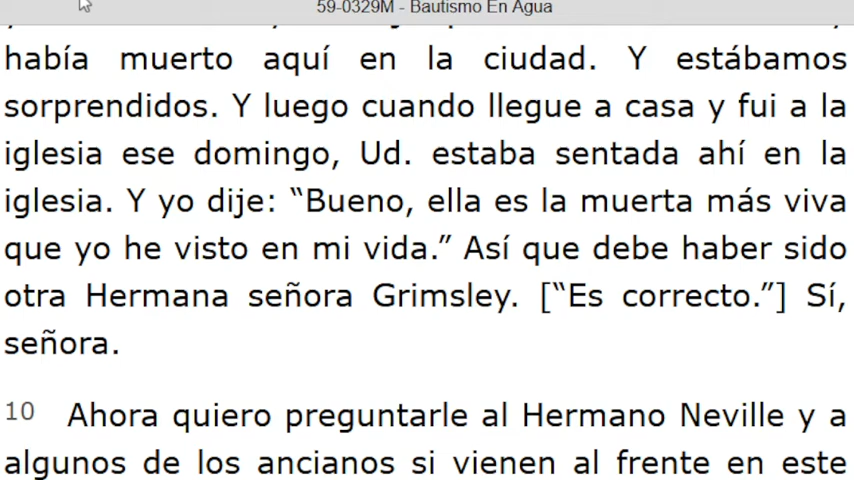 59-0329M - Bautismo En Agua
había muerto aquí en la ciudad. Y estábamos
sorprendidos. Y luego cuando llegue a casa y fui a la
iglesia ese domingo, Ud. estaba sentada ahí en la
iglesia. Y yo dije: “Bueno, ella es la muerta más viva
que yo he visto en mi vida.” Así que debe haber sido
otra Hermana señora Grimsley. [“Es correcto.”] Sí,
señora.
10 Ahora quiero preguntarle al Hermano Neville y a
algunos de los ancianos si vienen al frente en este